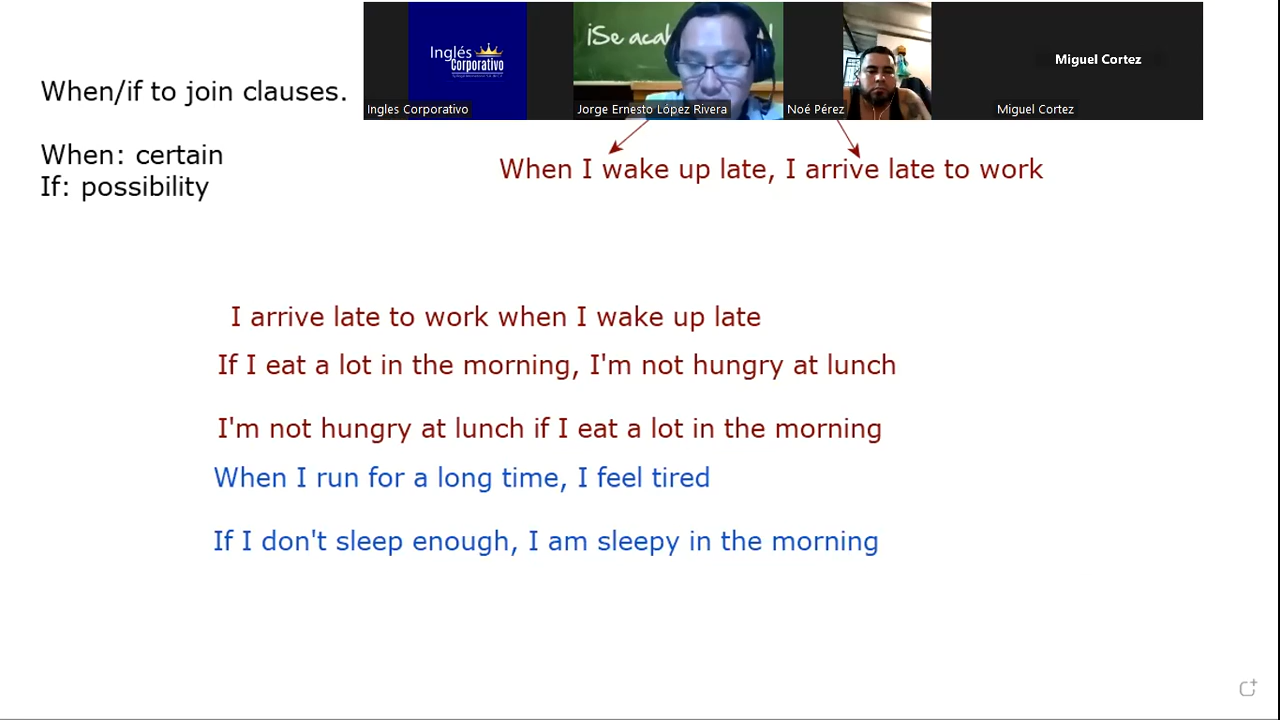 When/if to join clauses.
When: certain
If: possibility
Inglés
Corporativo
Ingles Corporativo
¡Se aca
Jorge Ernesto López Rivera
Noé Pérez
Miguel Cortez
Miguel Cortez
When I wake up late, I arrive late to work
I arrive late to work when I wake up late
If I eat a lot in the morning, I'm not hungry at lunch
I'm not hungry at lunch if I eat a lot in the morning
When I run for a long time, I feel tired
If I don't sleep enough, I am sleepy in the morning